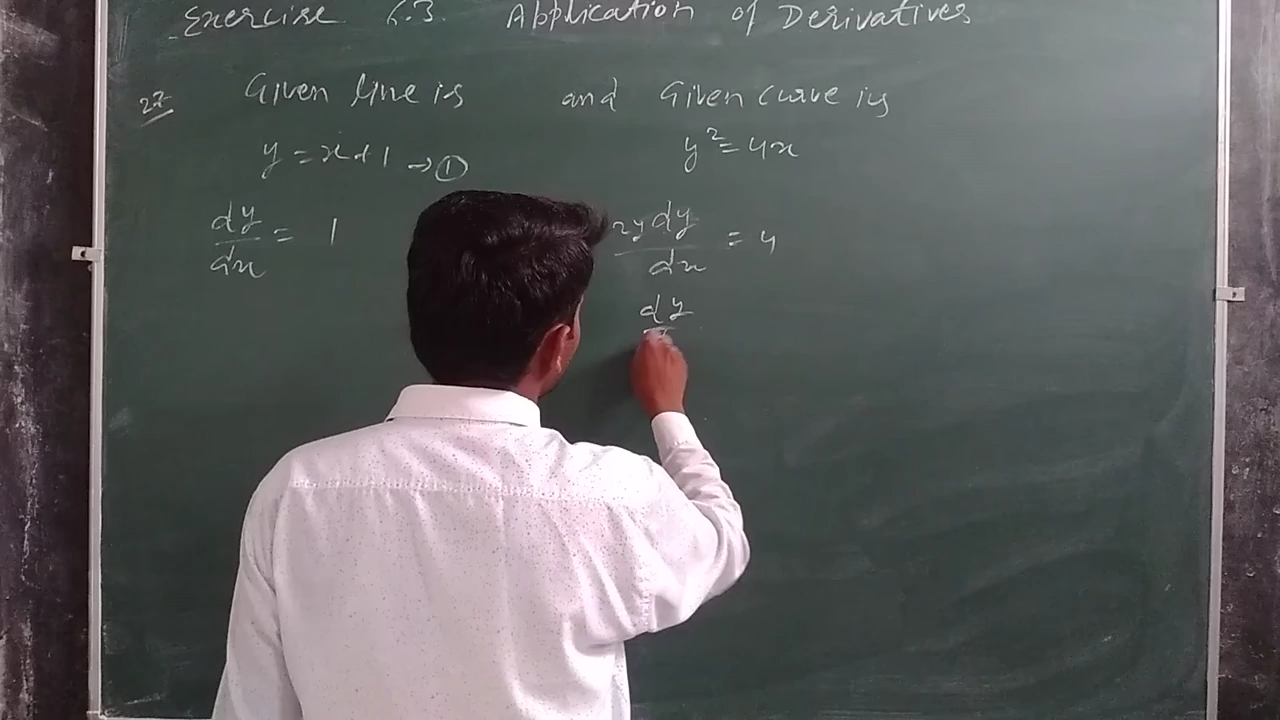 Exercise 6.3. Application of Derivatives
27 Given line is and Given curve is
y = x+1 → ①
y² = 4x
dy/dx = 1
2y dy/dx = 4
dy